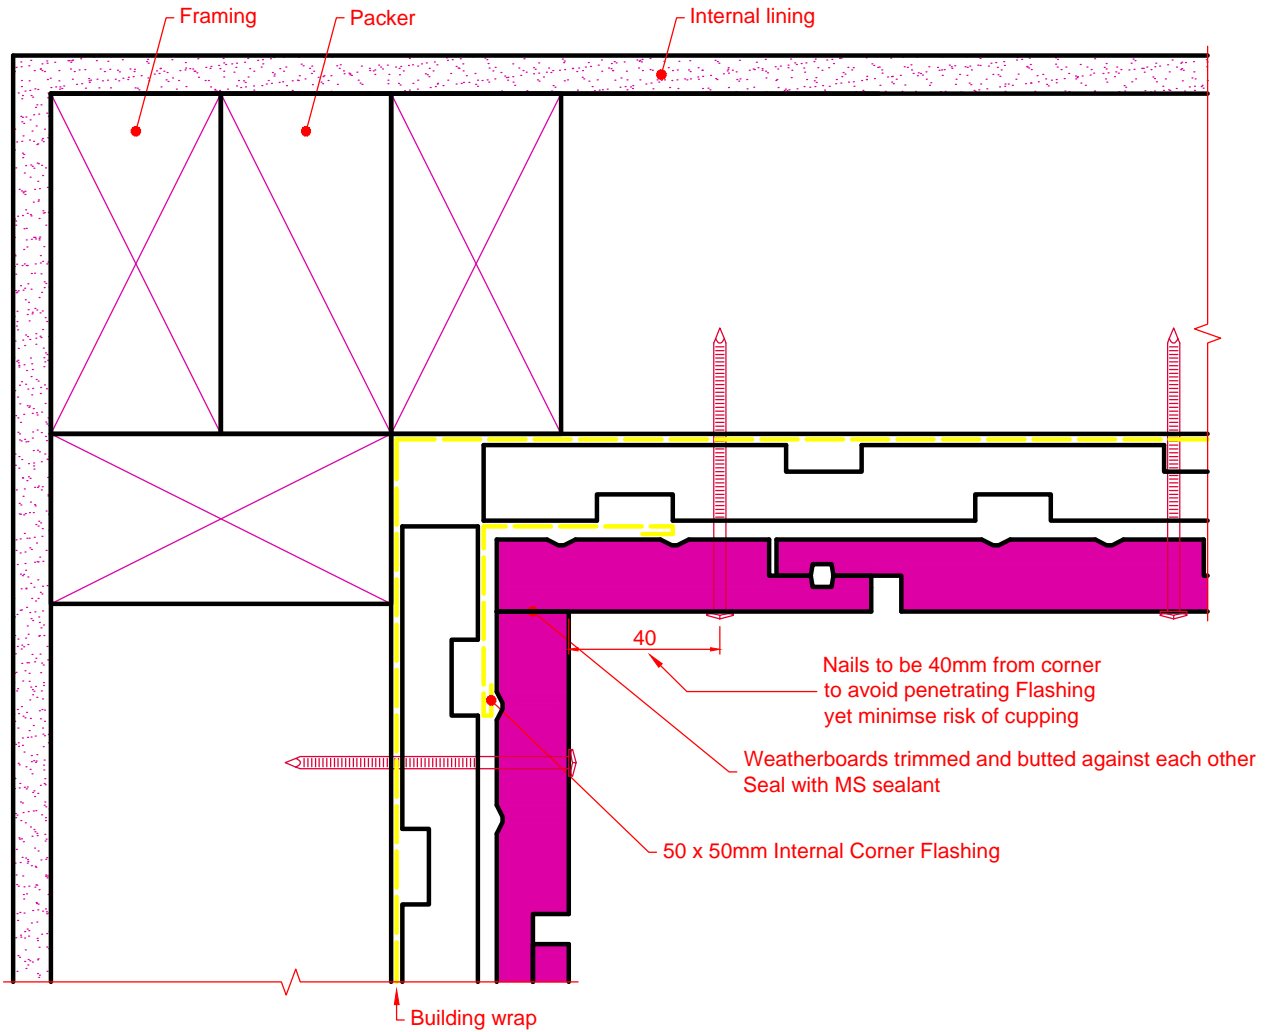 Framing
Packer
Internal lining
40
Nails to be 40mm from corner
to avoid penetrating Flashing
yet minimse risk of cupping
Weatherboards trimmed and butted against each other
Seal with MS sealant
50 x 50mm Internal Corner Flashing
Building wrap